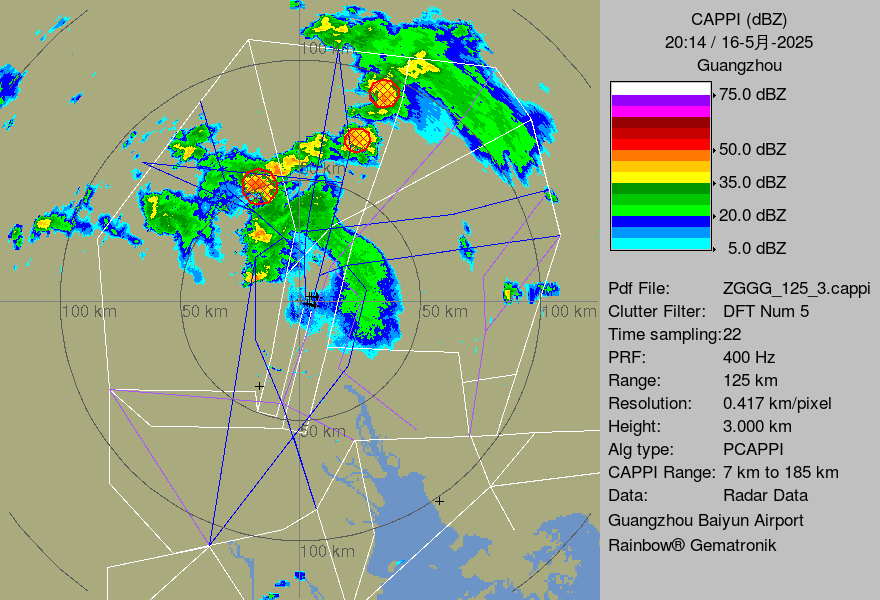 CAPPI (dBZ)
20:14 / 16-5月-2025
Guangzhou
75.0 dBZ
50.0 dBZ
35.0 dBZ
20.0 dBZ
5.0 dBZ
Pdf File: ZGGG_125_3.cappi
Clutter Filter: DFT Num 5
Time sampling:22
PRF: 400 Hz
Range: 125 km
Resolution: 0.417 km/pixel
Height: 3.000 km
Alg type: PCAPPI
CAPPI Range: 7 km to 185 km
Data: Radar Data
Guangzhou Baiyun Airport
Rainbow® Gematronik
100 km
50 km
100 km
50 km
50 km
100 km
50 km
100 km